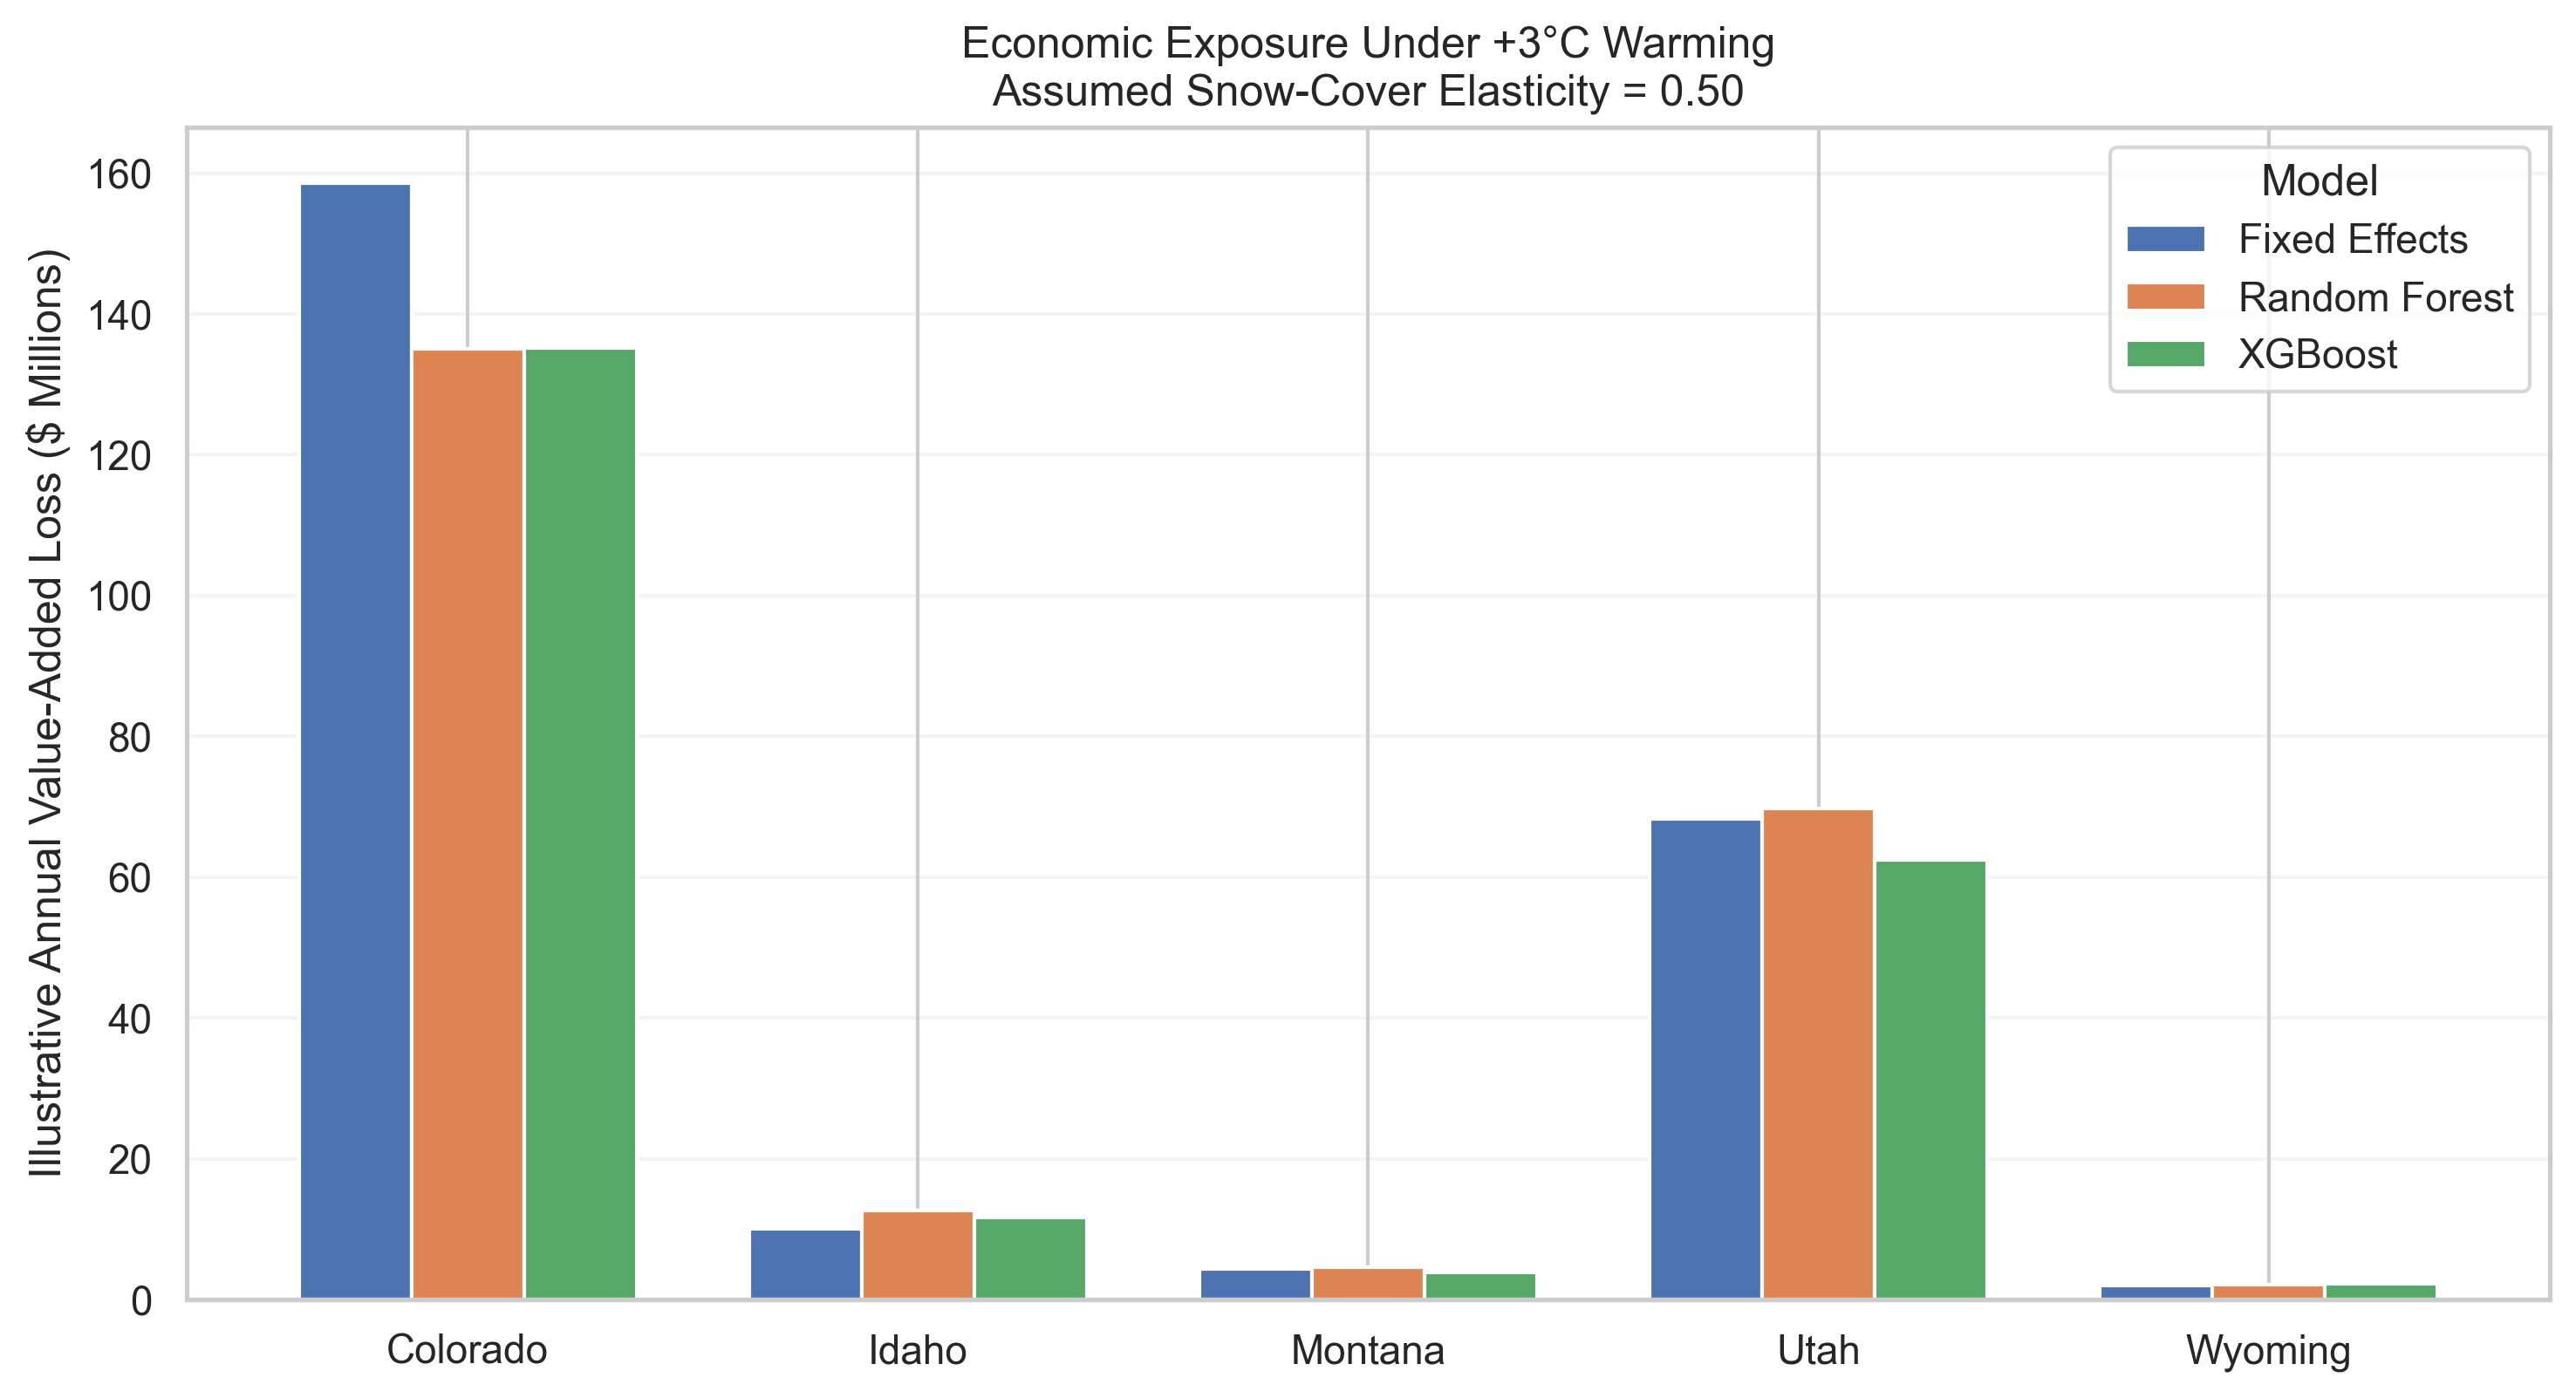 Economic Exposure Under +3°C Warming
Assumed Snow-Cover Elasticity = 0.50
Illustrative Annual Value-Added Loss ($ Millions)
160
140
120
100
80
60
40
20
0
Model
Fixed Effects
Random Forest
XGBoost
Colorado
Idaho
Montana
Utah
Wyoming